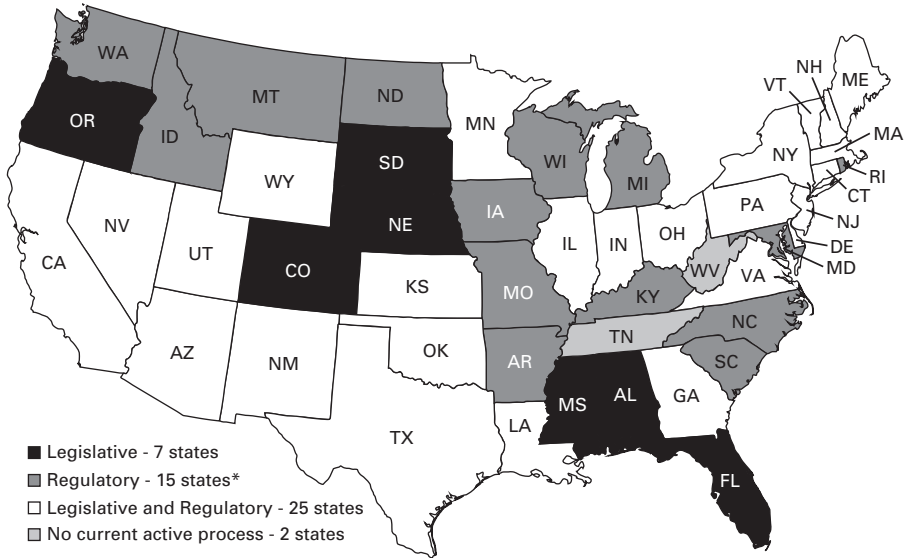 WA
OR
ID
MT
ND
MN
SD
WY
NE
NV
UT
CA
CO
KS
AZ
NM
OK
TX
WI
IA
MI
IL
IN
OH
MO
KY
WV
VA
TN
NC
AR
SC
MS
AL
GA
LA
FL
NH
VT
ME
MA
NY
RI
CT
PA
NJ
DE
MD
Legislative - 7 states
Regulatory - 15 states*
Legislative and Regulatory - 25 states
No current active process - 2 states